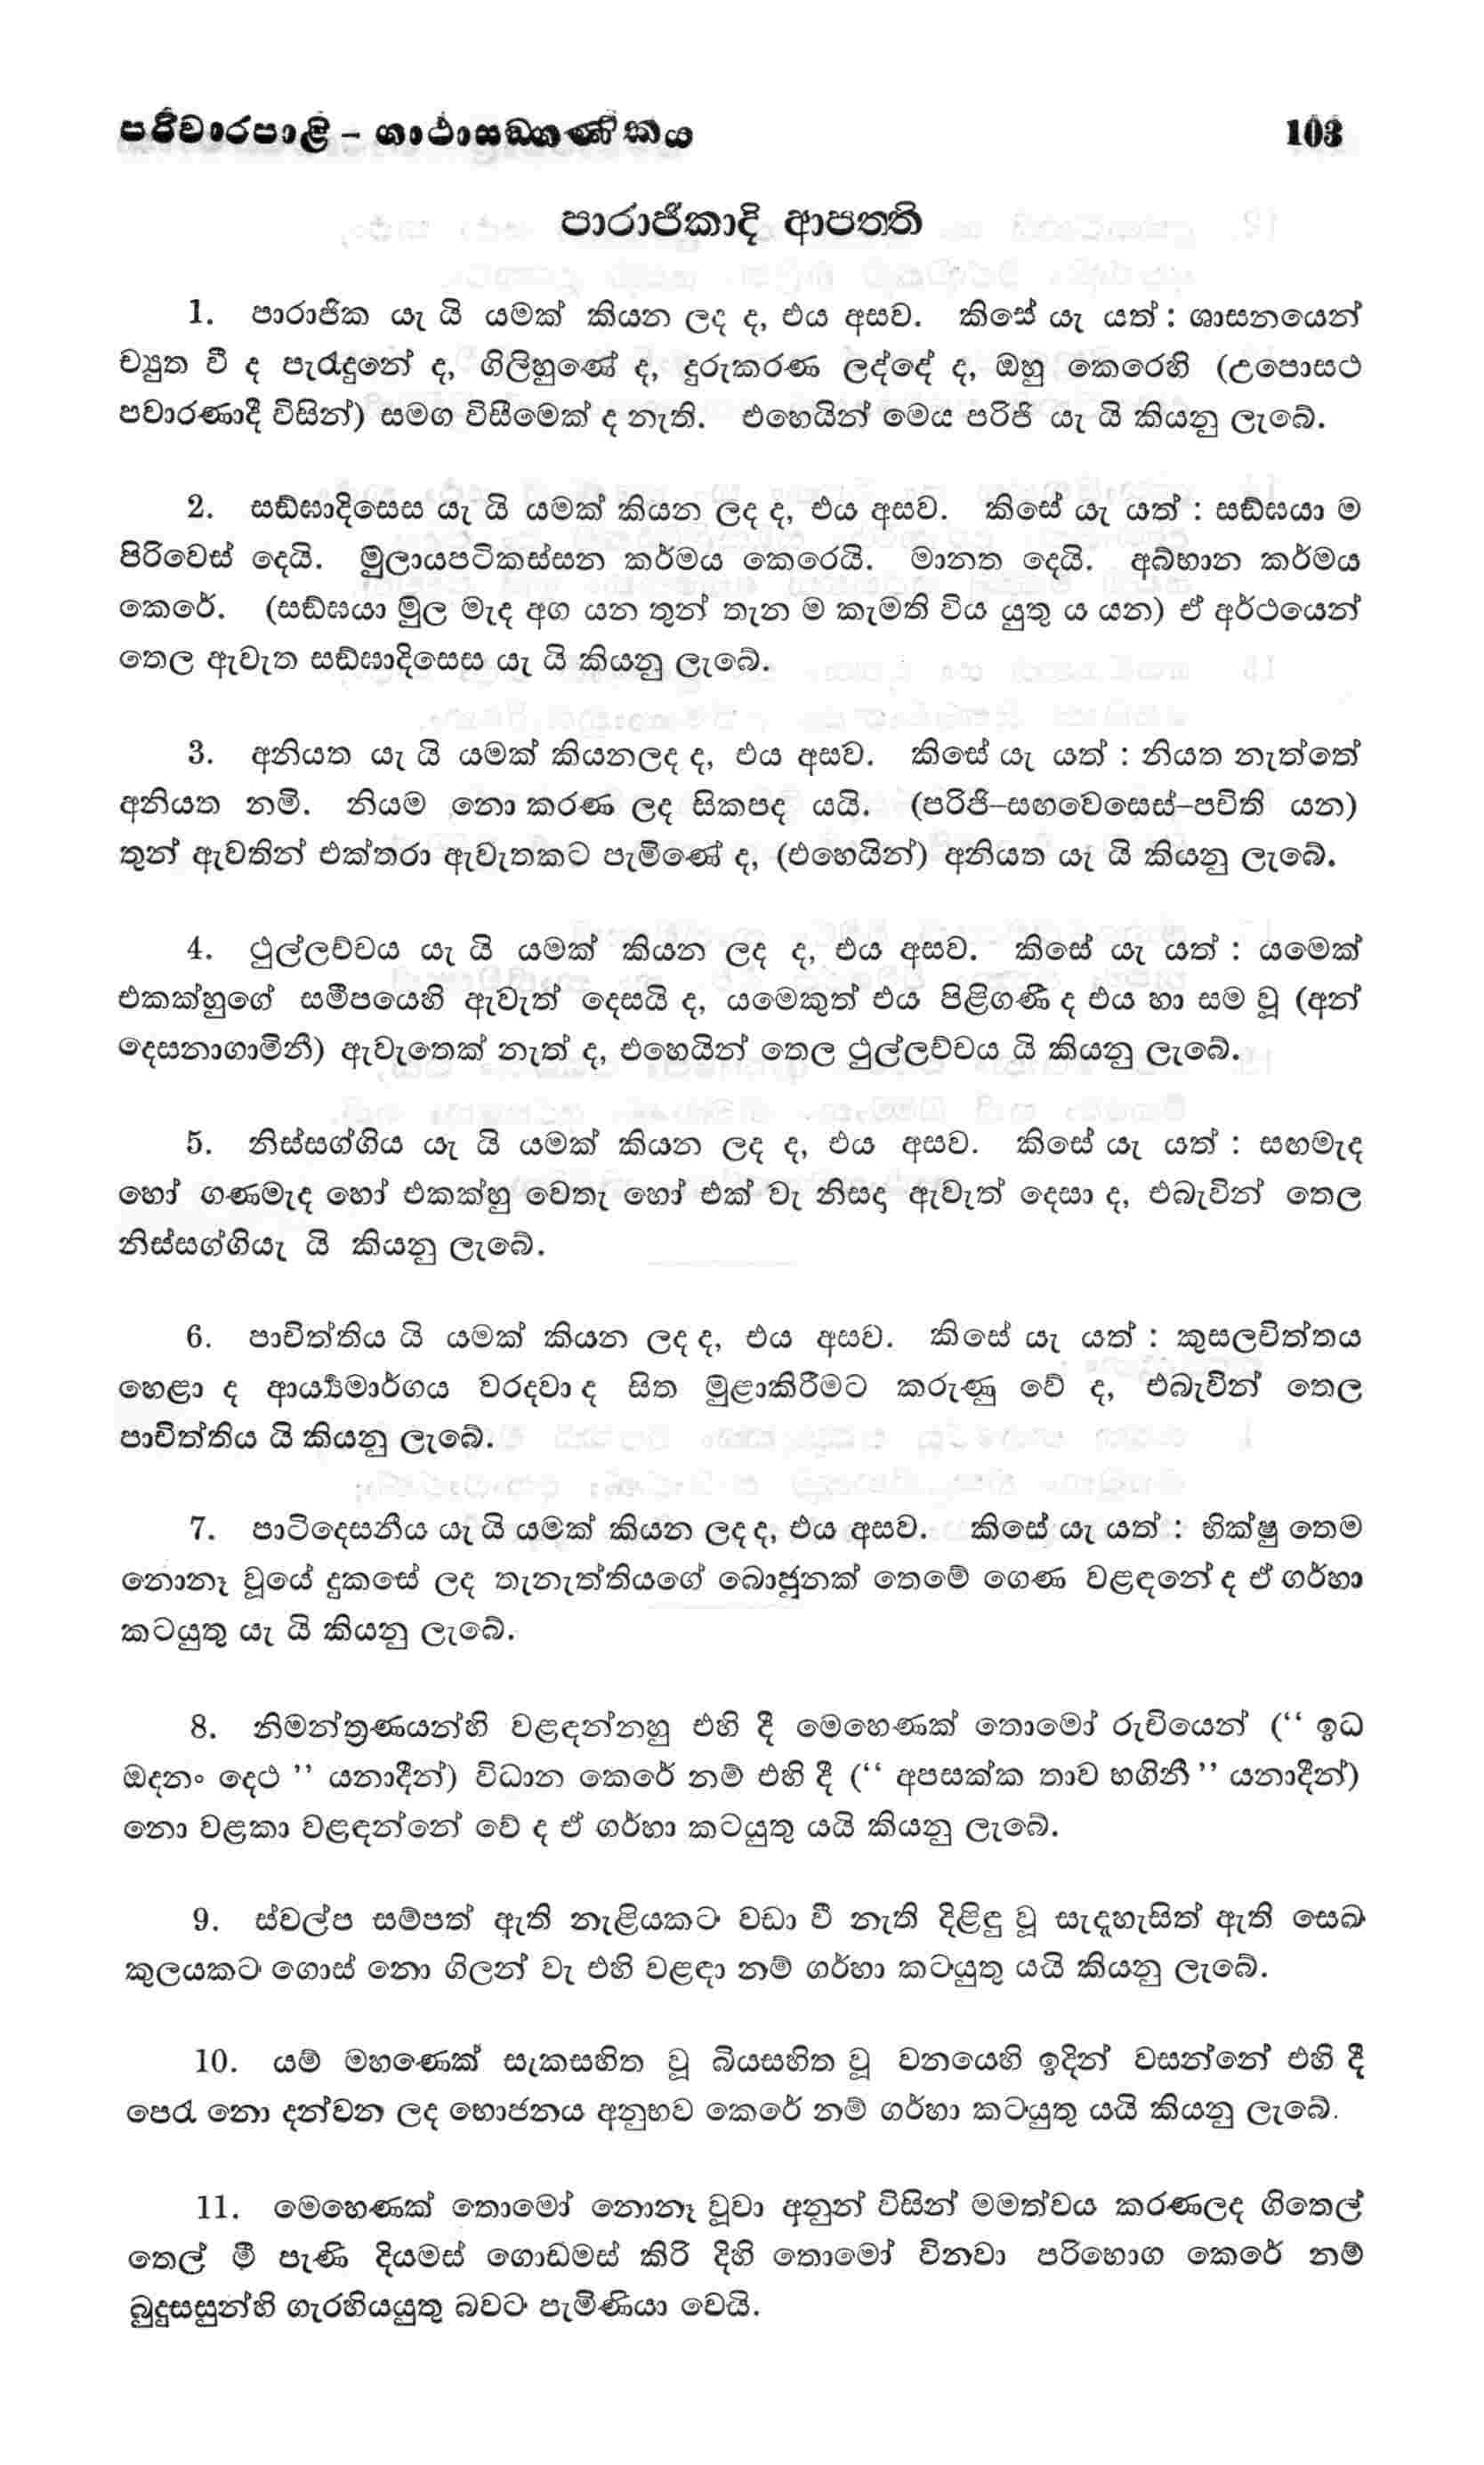 පරිවාරපාළි – ගාථාසඞ්ගණිකය 103
පාරාජිකාදි ආපත්ති
1. පාරාජික යැ යි යමක් කියන ලද ද, එය අසව. කිසේ යැ යත් : ශාසනයෙන්
ච්‍යුත වී ද පැරැදුනේ ද, ගිලිහුණේ ද, දුරුකරණ ලද්දේ ද, ඔහු කෙරෙහි (උපොසථ
පවාරණාදී විසින්) සමග විසීමෙක් ද නැති. එහෙයින් මෙය පරිජි යැ යි කියනු ලැබේ.
2. සඞ්ඝාදිසෙස යැ යි යමක් කියන ලද ද, එය අසව. කිසේ යැ යත් : සඞ්ඝයා ම
පිරිවෙස් දෙයි. මූලායපටිකස්සන කර්මය කෙරෙයි. මානත දෙයි. අබ්භාන කර්මය
කෙරේ. (සඞ්ඝයා මුල මැද අග යන තුන් තැන ම කැමති විය යුතු ය යන) ඒ අර්ථයෙන්
තෙල ඇවැත සඞ්ඝාදිසෙස යැ යි කියනු ලැබේ.
3. අනියත යැ යි යමක් කියනලද ද, එය අසව. කිසේ යැ යත් : නියත නැත්තේ
අනියත නමි. නියම නො කරණ ලද සිකපද යයි. (පරිජි–සඟවෙසෙස්–පචිති යන)
තුන් ඇවතින් එක්තරා ඇවැතකට පැමිණේ ද, (එහෙයින්) අනියත යැ යි කියනු ලැබේ.
4. ථුල්ලච්චය යැ යි යමක් කියන ලද ද, එය අසව. කිසේ යැ යත් : යමෙක්
එකක්හුගේ සමීපයෙහි ඇවැත් දෙසයි ද, යමෙකුත් එය පිළිගණී ද එය හා සම වූ (අන්
දෙසනාගාමිනී) ඇවැතෙක් නැත් ද, එහෙයින් තෙල ථුල්ලච්චය යි කියනු ලැබේ.
5. නිස්සග්ගිය යැ යි යමක් කියන ලද ද, එය අසව. කිසේ යැ යත් : සඟමැද
හෝ ගණමැද හෝ එකක්හු වෙතැ හෝ එක් වැ නිසදා ඇවැත් දෙසා ද, එබැවින් තෙල
නිස්සග්ගියැ යි කියනු ලැබේ.
6. පාචිත්තිය යි යමක් කියන ලද ද, එය අසව. කිසේ යැ යත් : කුසලචිත්තය
හෙළා ද ආර්‍ය්‍යමාර්ගය වරදවා ද සිත මුළාකිරීමට කරුණු වේ ද, එබැවින් තෙල
පාචිත්තිය යි කියනු ලැබේ.
7. පාටිදෙසනීය යැ යි යමක් කියන ලද ද, එය අසව. කිසේ යැ යත් : භික්ෂු තෙම
නොනෑ වූයේ දුකසේ ලද තැනැත්තියගේ බොජුනක් තෙමේ ගෙණ වළඳනේ ද ඒ ගර්හා
කටයුතු යැ යි කියනු ලැබේ.
8. නිමන්ත්‍රණයන්හි වළඳන්නහු එහි දී මෙහෙණක් තොමෝ රුචියෙන් (‘‘ ඉධ
ඔදනං දෙථ ’’ යනාදීන්) විධාන කෙරේ නම් එහි දී (‘‘ අපසක්ක තාව භගිනී ’’ යනාදීන්)
නො වළකා වළඳන්නේ වේ ද ඒ ගර්හා කටයුතු යයි කියනු ලැබේ.
9. ස්වල්ප සම්පත් ඇති නැළියකට වඩා වී නැති දිළිඳු වූ සැදැහැසිත් ඇති සෙඛ
කුලයකට ගොස් නො ගිලන් වැ එහි වළඳා නම් ගර්හා කටයුතු යයි කියනු ලැබේ.
10. යම් මහණෙක් සැකසහිත වූ බියසහිත වූ වනයෙහි ඉදින් වසන්නේ එහි දී
පෙරැ නො දන්වන ලද භොජනය අනුභව කෙරේ නම් ගර්හා කටයුතු යයි කියනු ලැබේ.
11. මෙහෙණක් තොමෝ නොනෑ වූවා අනුන් විසින් මමත්වය කරණලද ගිතෙල්
තෙල් මී පැණි දියමස් ගොඩමස් කිරි දිහි තොමෝ විනවා පරිභොග කෙරේ නම්
බුදුසසුන්හි ගැරහියයුතු බවට පැමිණියා වෙයි.